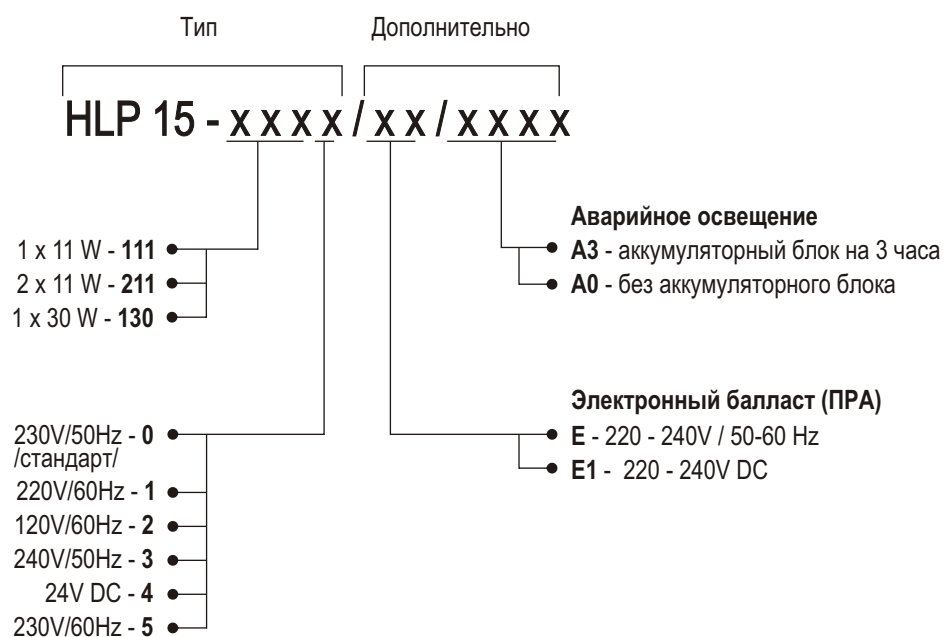 Тип
Дополнительно
HLP 15 - x x x x / x x / x x x x
1 x 11 W - 111
2 x 11 W - 211
1 x 30 W - 130
Аварийное освещение
A3 - аккумуляторный блок на 3 часа
A0 - без аккумуляторного блока
230V/50Hz - 0
/стандарт/
220V/60Hz - 1
120V/60Hz - 2
240V/50Hz - 3
24V DC - 4
230V/60Hz - 5
Электронный балласт (ПРА)
E - 220 - 240V / 50-60 Hz
E1 - 220 - 240V DC